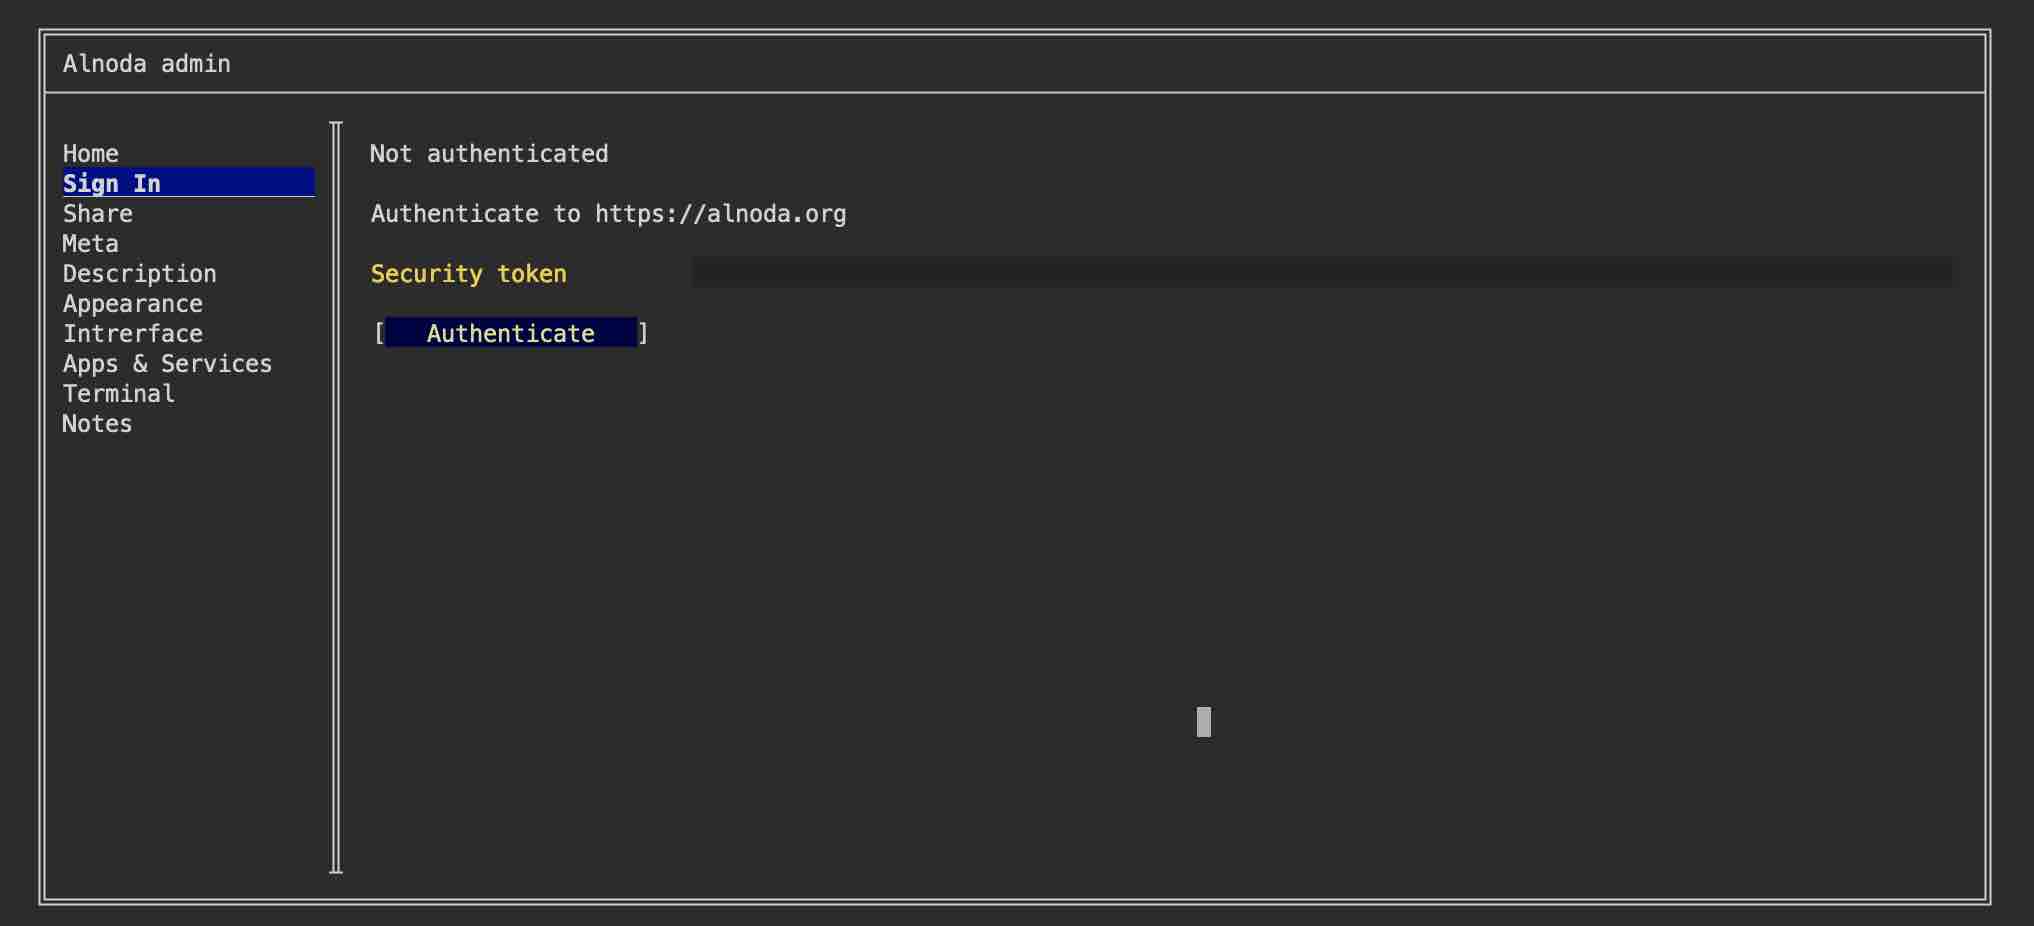 Alnoda admin
Home
Sign In
Share
Meta
Description
Appearance
Intrerface
Apps & Services
Terminal
Notes
Not authenticated
Authenticate to https://alnoda.org
Security token
[ Authenticate ]